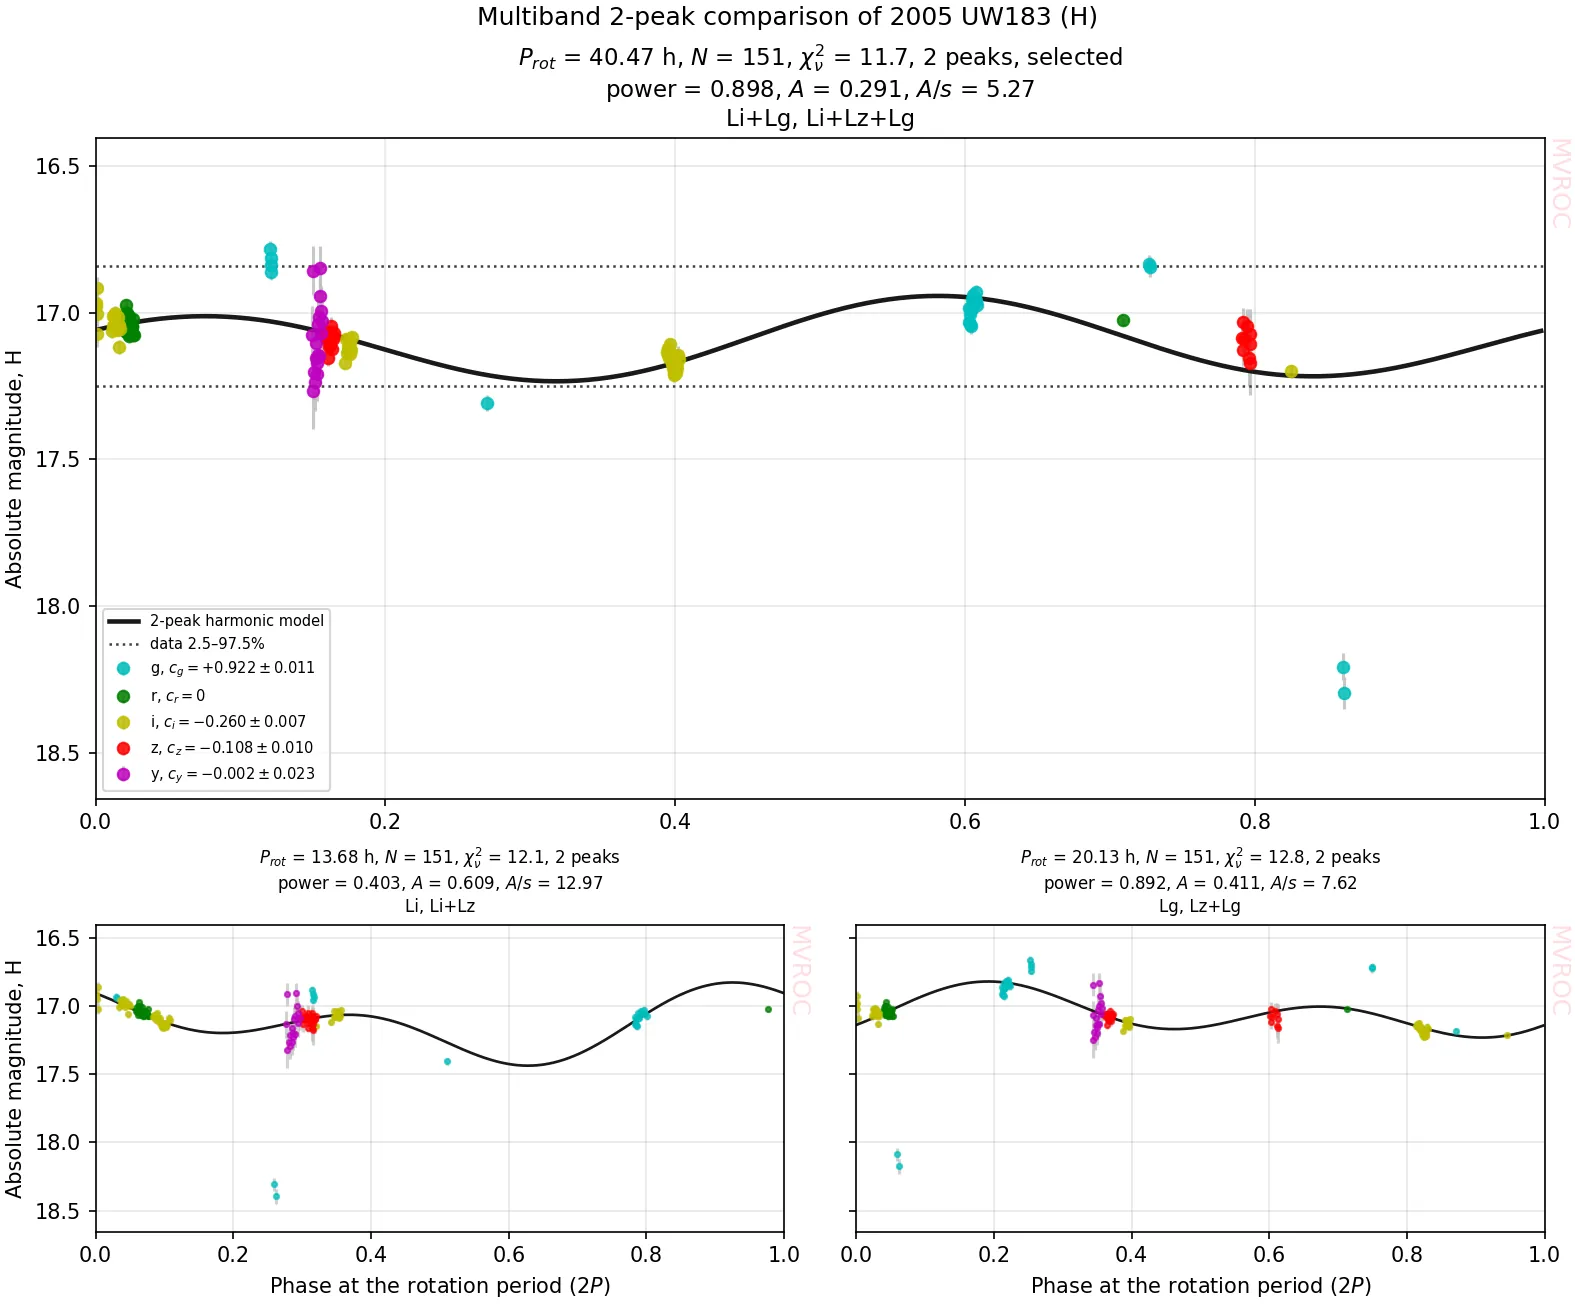 Multiband 2-peak comparison of 2005 UW183 (H)
P_rot = 40.47 h, N = 151, χ²_ν = 11.7, 2 peaks, selected
power = 0.898, A = 0.291, A/s = 5.27
Li+Lg, Li+Lz+Lg
MVROC
Absolute magnitude, H
16.5
17.0
17.5
18.0
18.5
2-peak harmonic model
data 2.5–97.5%
g, c_g = +0.922 ± 0.011
r, c_r = 0
i, c_i = −0.260 ± 0.007
z, c_z = −0.108 ± 0.010
y, c_y = −0.002 ± 0.023
0.0 0.2 0.4 0.6 0.8 1.0
P_rot = 13.68 h, N = 151, χ²_ν = 12.1, 2 peaks
power = 0.403, A = 0.609, A/s = 12.97
Li, Li+Lz
MVROC
Absolute magnitude, H
16.5
17.0
17.5
18.0
18.5
0.0 0.2 0.4 0.6 0.8 1.0
Phase at the rotation period (2P)
P_rot = 20.13 h, N = 151, χ²_ν = 12.8, 2 peaks
power = 0.892, A = 0.411, A/s = 7.62
Lg, Lz+Lg
MVROC
0.0 0.2 0.4 0.6 0.8 1.0
Phase at the rotation period (2P)